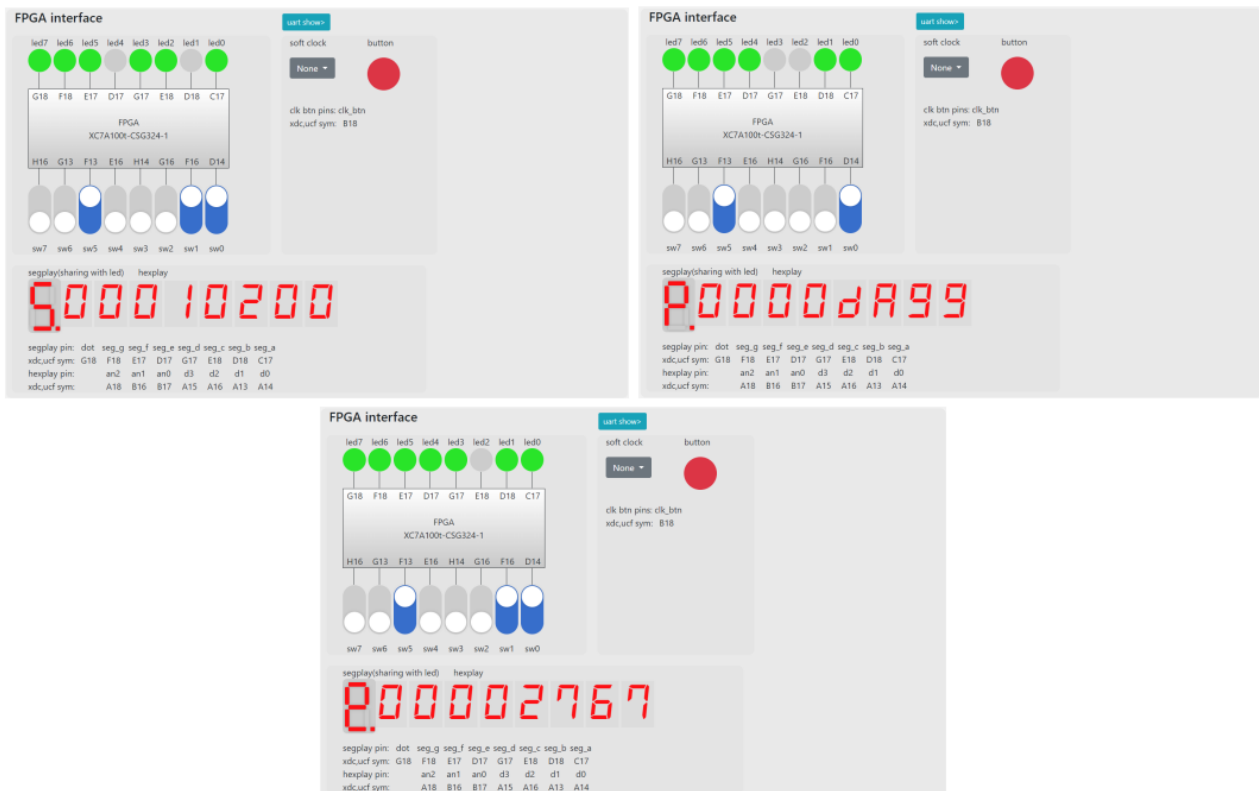 FPGA interface
uart show>
led7 led6 led5 led4 led3 led2 led1 led0
soft clock button
None
G18 F18 E17 D17 G17 E18 D18 C17
clk btn pins: clk_btn
FPGA
xdc,ucf sym: B18
XC7A100t-CSG324-1
H16 G13 F13 E16 H14 G16 F16 D14
sw7 sw6 sw5 sw4 sw3 sw2 sw1 sw0
segplay(sharing with led) hexplay
5.00010200
segplay pin: dot seg_g seg_f seg_e seg_d seg_c seg_b seg_a
xdc,ucf sym: G18 F18 E17 D17 G17 E18 D18 C17
hexplay pin: an2 an1 an0 d3 d2 d1 d0
xdc,ucf sym: A18 B16 B17 A15 A16 A13 A14
FPGA interface
uart show>
led7 led6 led5 led4 led3 led2 led1 led0
soft clock button
None
G18 F18 E17 D17 G17 E18 D18 C17
clk btn pins: clk_btn
FPGA
xdc,ucf sym: B18
XC7A100t-CSG324-1
H16 G13 F13 E16 H14 G16 F16 D14
sw7 sw6 sw5 sw4 sw3 sw2 sw1 sw0
segplay(sharing with led) hexplay
P.0000dA99
segplay pin: dot seg_g seg_f seg_e seg_d seg_c seg_b seg_a
xdc,ucf sym: G18 F18 E17 D17 G17 E18 D18 C17
hexplay pin: an2 an1 an0 d3 d2 d1 d0
xdc,ucf sym: A18 B16 B17 A15 A16 A13 A14
FPGA interface
uart show>
led7 led6 led5 led4 led3 led2 led1 led0
soft clock button
None
G18 F18 E17 D17 G17 E18 D18 C17
clk btn pins: clk_btn
FPGA
xdc,ucf sym: B18
XC7A100t-CSG324-1
H16 G13 F13 E16 H14 G16 F16 D14
sw7 sw6 sw5 sw4 sw3 sw2 sw1 sw0
segplay(sharing with led) hexplay
00002767
segplay pin: dot seg_g seg_f seg_e seg_d seg_c seg_b seg_a
xdc,ucf sym: G18 F18 E17 D17 G17 E18 D18 C17
hexplay pin: an2 an1 an0 d3 d2 d1 d0
xdc,ucf sym: A18 B16 B17 A15 A16 A13 A14